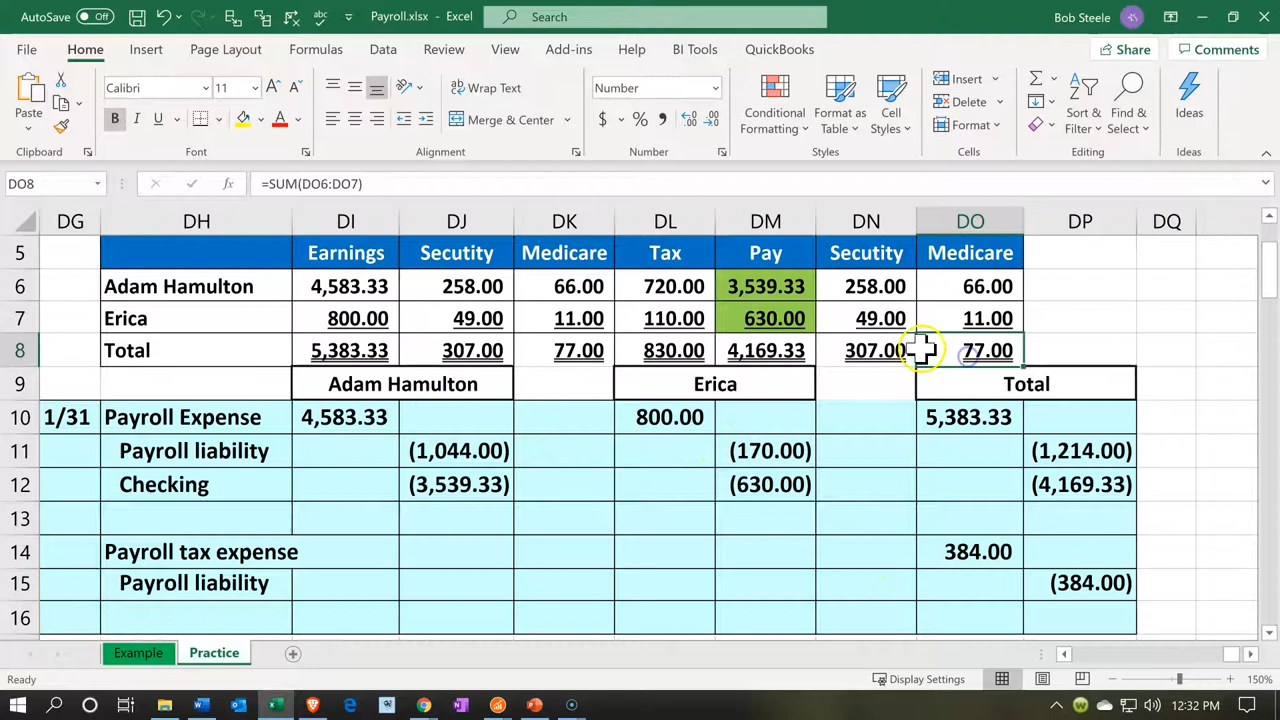 AutoSave Off Payroll.xlsx - Excel Search Bob Steele
File Home Insert Page Layout Formulas Data Review View Add-ins Help BI Tools QuickBooks Share Comments
Calibri 11 Wrap Text Number Insert
Paste B I U Merge & Center $ % Conditional Formatting Format as Table Cell Styles Delete Format Sort & Filter Find & Select Ideas
Clipboard Font Alignment Number Styles Cells Editing Ideas
DO8 fx =SUM(DO6:DO7)
DG DH DI DJ DK DL DM DN DO DP DQ
5 Earnings Secutity Medicare Tax Pay Secutity Medicare
6 Adam Hamulton 4,583.33 258.00 66.00 720.00 3,539.33 258.00 66.00
7 Erica 800.00 49.00 11.00 110.00 630.00 49.00 11.00
8 Total 5,383.33 307.00 77.00 830.00 4,169.33 307.00 77.00
9 Adam Hamulton Erica Total
10 1/31 Payroll Expense 4,583.33 800.00 5,383.33
11 Payroll liability (1,044.00) (170.00) (1,214.00)
12 Checking (3,539.33) (630.00) (4,169.33)
13
14 Payroll tax expense 384.00
15 Payroll liability (384.00)
16
Example Practice
Ready Display Settings 150%
12:32 PM